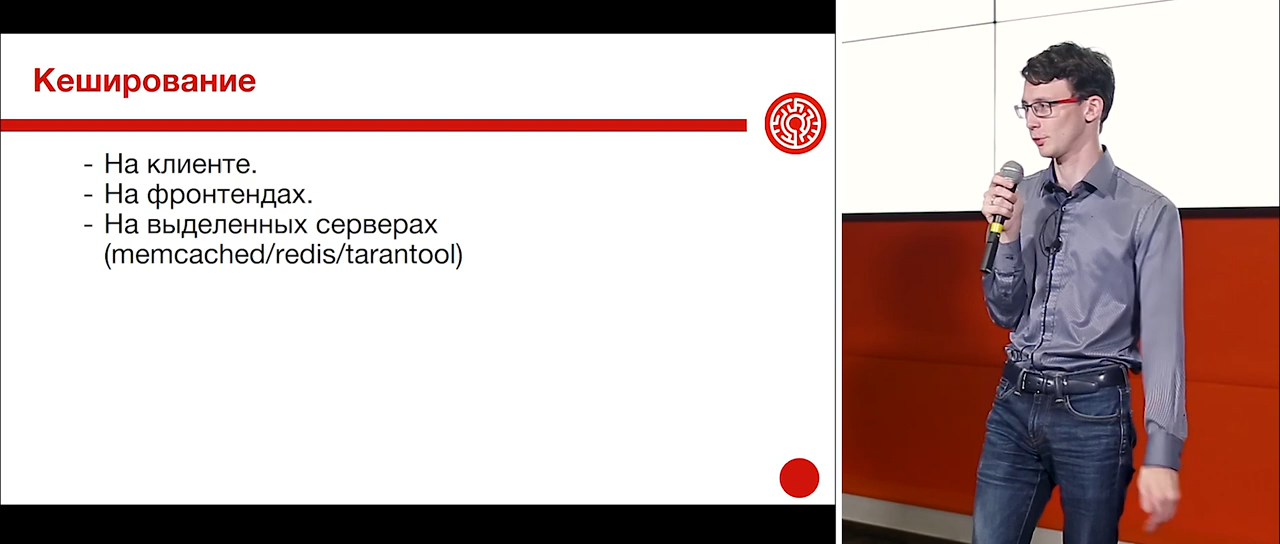 Кеширование
- На клиенте.
- На фронтендах.
- На выделенных серверах
(memcached/redis/tarantool)